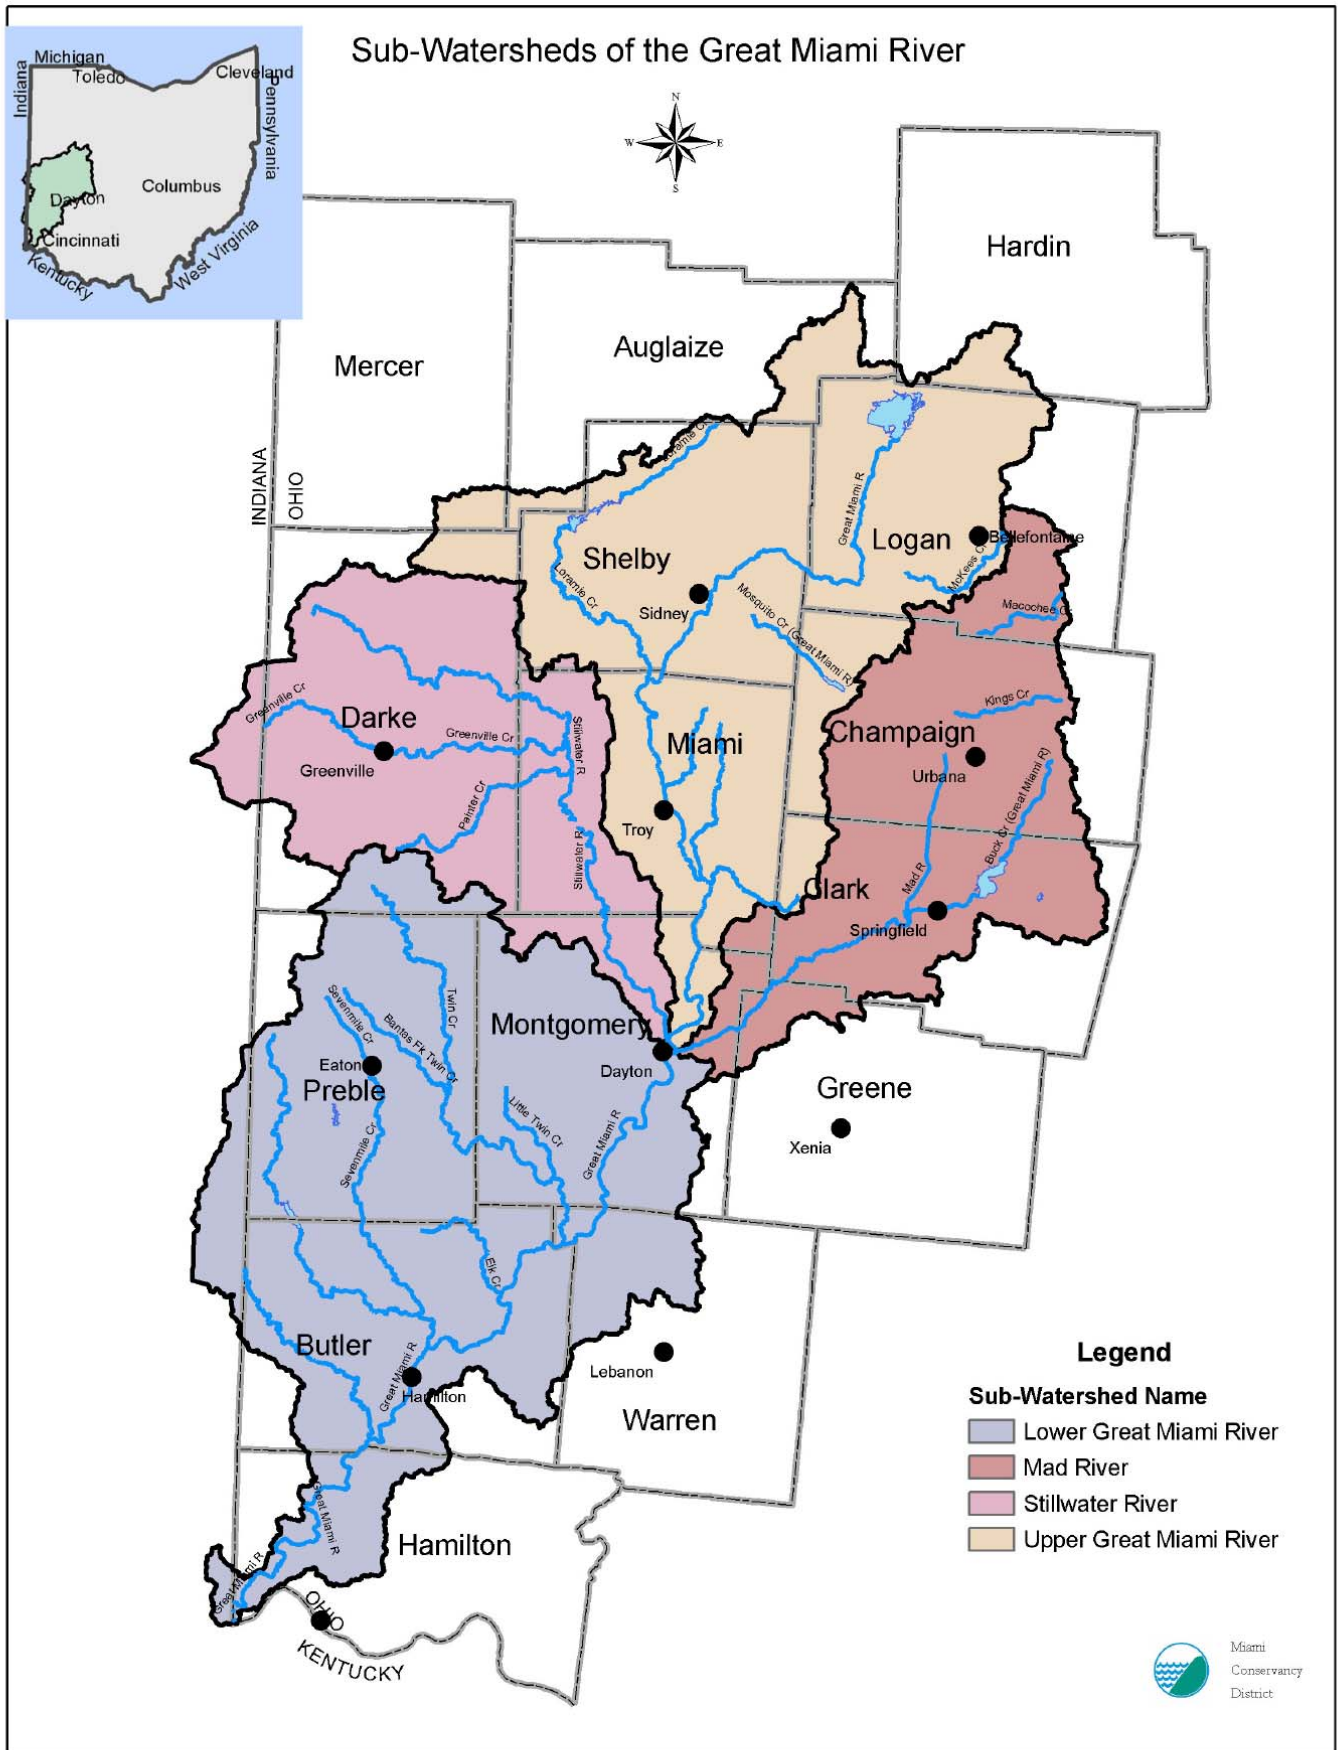 Sub-Watersheds of the Great Miami River
Michigan
Toledo
Cleveland
Indiana
Pennsylvania
Columbus
Dayton
Cincinnati
Kentucky
West Virginia
N
W
E
S
Hardin
Auglaize
Mercer
INDIANA
OHIO
Loramie Cr
Great Miami R
Logan
Bellefontaine
McKees Cr
Shelby
Loramie Cr
Sidney
Mosquito Cr (Great Miami R)
Macochee Cr
Kings Cr
Greenville Cr
Darke
Greenville Cr
Greenville
Stillwater R
Painter Cr
Stillwater R
Miami
Troy
Champaign
Urbana
Buck Cr (Great Miami R)
Mad R
Clark
Springfield
Twin Cr
Sevenmile Cr
Bantas Fk Twin Cr
Montgomery
Eaton
Preble
Dayton
Little Twin Cr
Great Miami R
Sevenmile Cr
Greene
Xenia
Elk Cr
Butler
Great Miami R
Hamilton
Lebanon
Warren
Great Miami R
Hamilton
Great Miami R
OHIO
KENTUCKY
Legend
Sub-Watershed Name
Lower Great Miami River
Mad River
Stillwater River
Upper Great Miami River
Miami
Conservancy
District